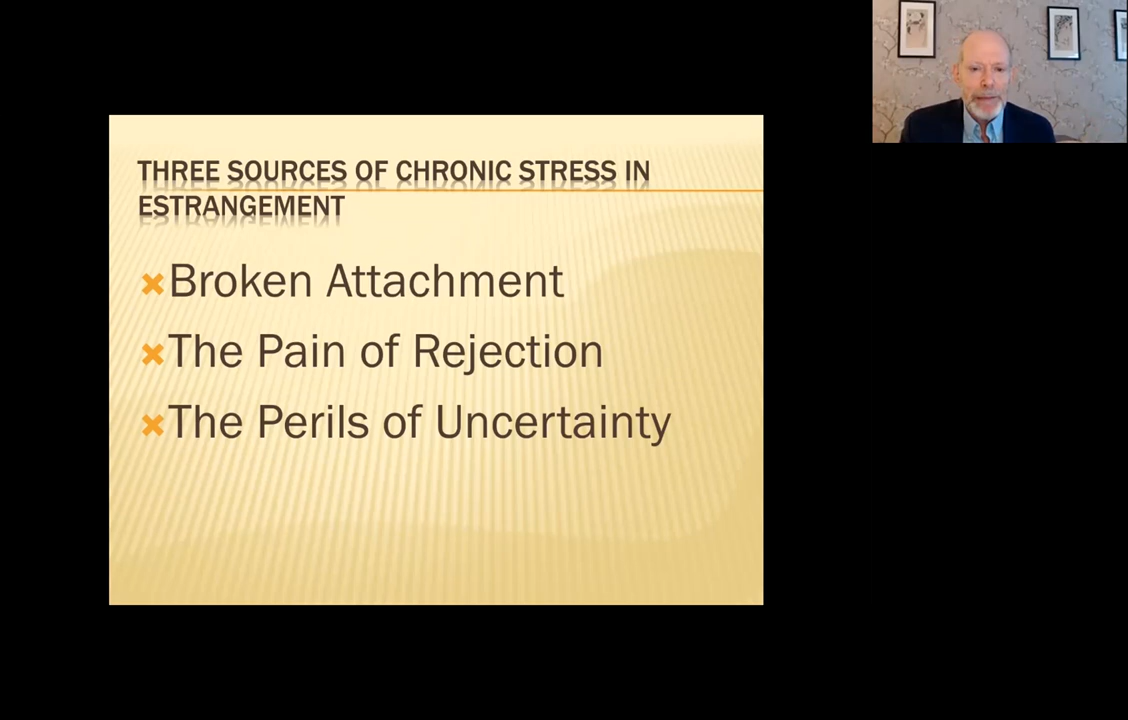 THREE SOURCES OF CHRONIC STRESS IN
ESTRANGEMENT
Broken Attachment
The Pain of Rejection
The Perils of Uncertainty